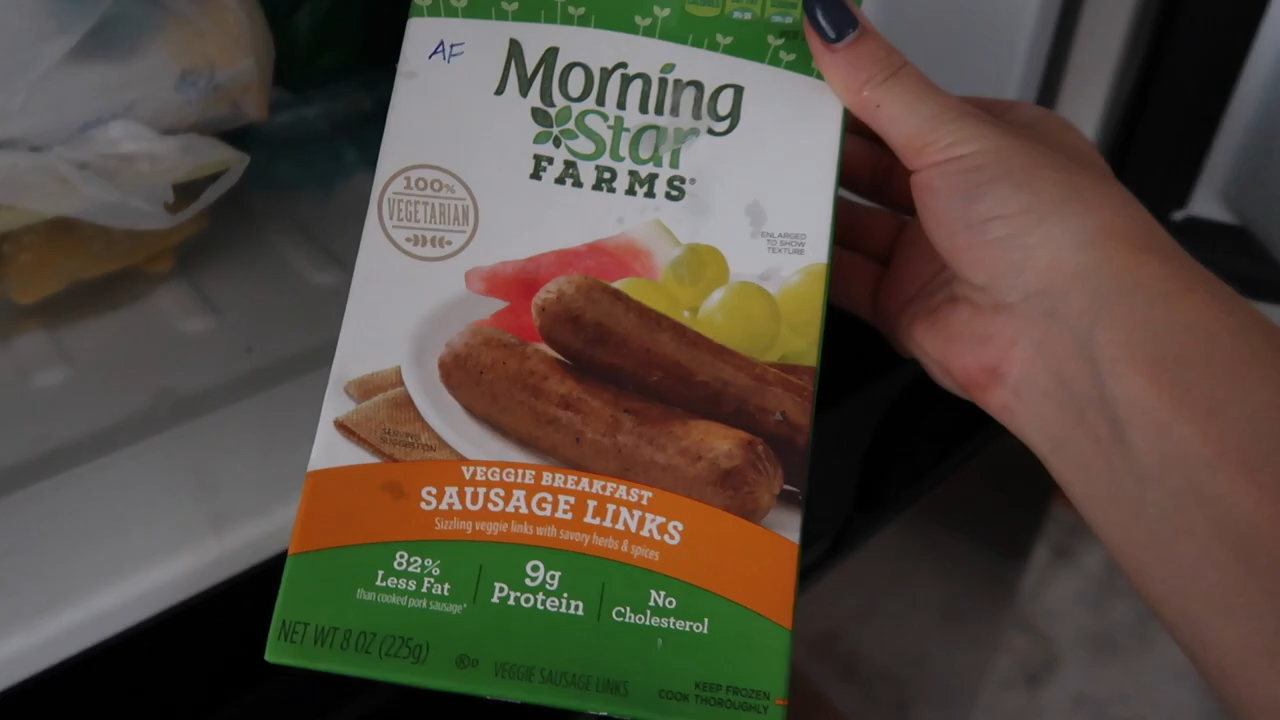 AF
Morning
Star
FARMS®
100%
VEGETARIAN
ENLARGED
TO SHOW
TEXTURE
SERVING
SUGGESTION
VEGGIE BREAKFAST
SAUSAGE LINKS
Sizzling veggie links with savory herbs & spices
82%
Less Fat
than cooked pork sausage*
9g
Protein
No
Cholesterol
NET WT 8 OZ (225g)
VEGGIE SAUSAGE LINKS
KEEP FROZEN
COOK THOROUGHLY